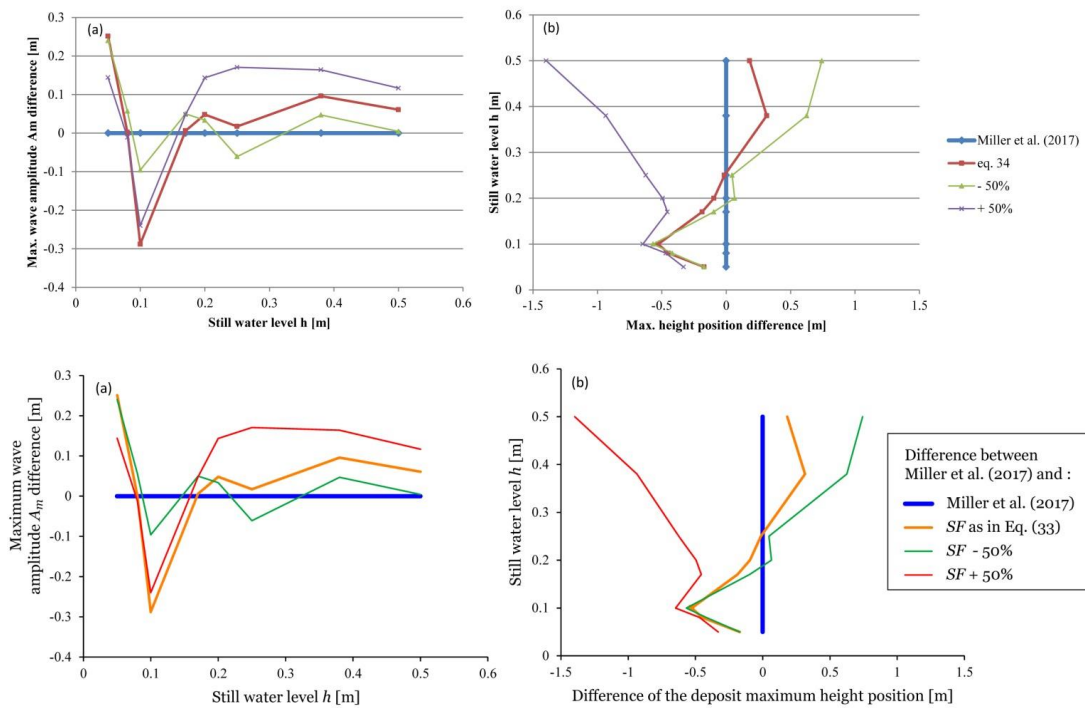 (a)
Max. wave amplitude Am difference [m]
0.3
0.2
0.1
0
-0.1
-0.2
-0.3
-0.4
0 0.1 0.2 0.3 0.4 0.5 0.6
Still water level h [m]
(b)
Still water level h [m]
0.6
0.5
0.4
0.3
0.2
0.1
0
-1.5 -1 -0.5 0 0.5 1 1.5
Max. height position difference [m]
Miller et al. (2017)
eq. 34
- 50%
+ 50%
(a)
Maximum wave
amplitude Am difference [m]
0.3
0.2
0.1
0
-0.1
-0.2
-0.3
-0.4
0 0.1 0.2 0.3 0.4 0.5 0.6
Still water level h [m]
(b)
Still water level h [m]
0.6
0.5
0.4
0.3
0.2
0.1
0
-1.5 -1 -0.5 0 0.5 1 1.5
Difference of the deposit maximum height position [m]
Difference between
Miller et al. (2017) and :
Miller et al. (2017)
SF as in Eq. (33)
SF - 50%
SF + 50%